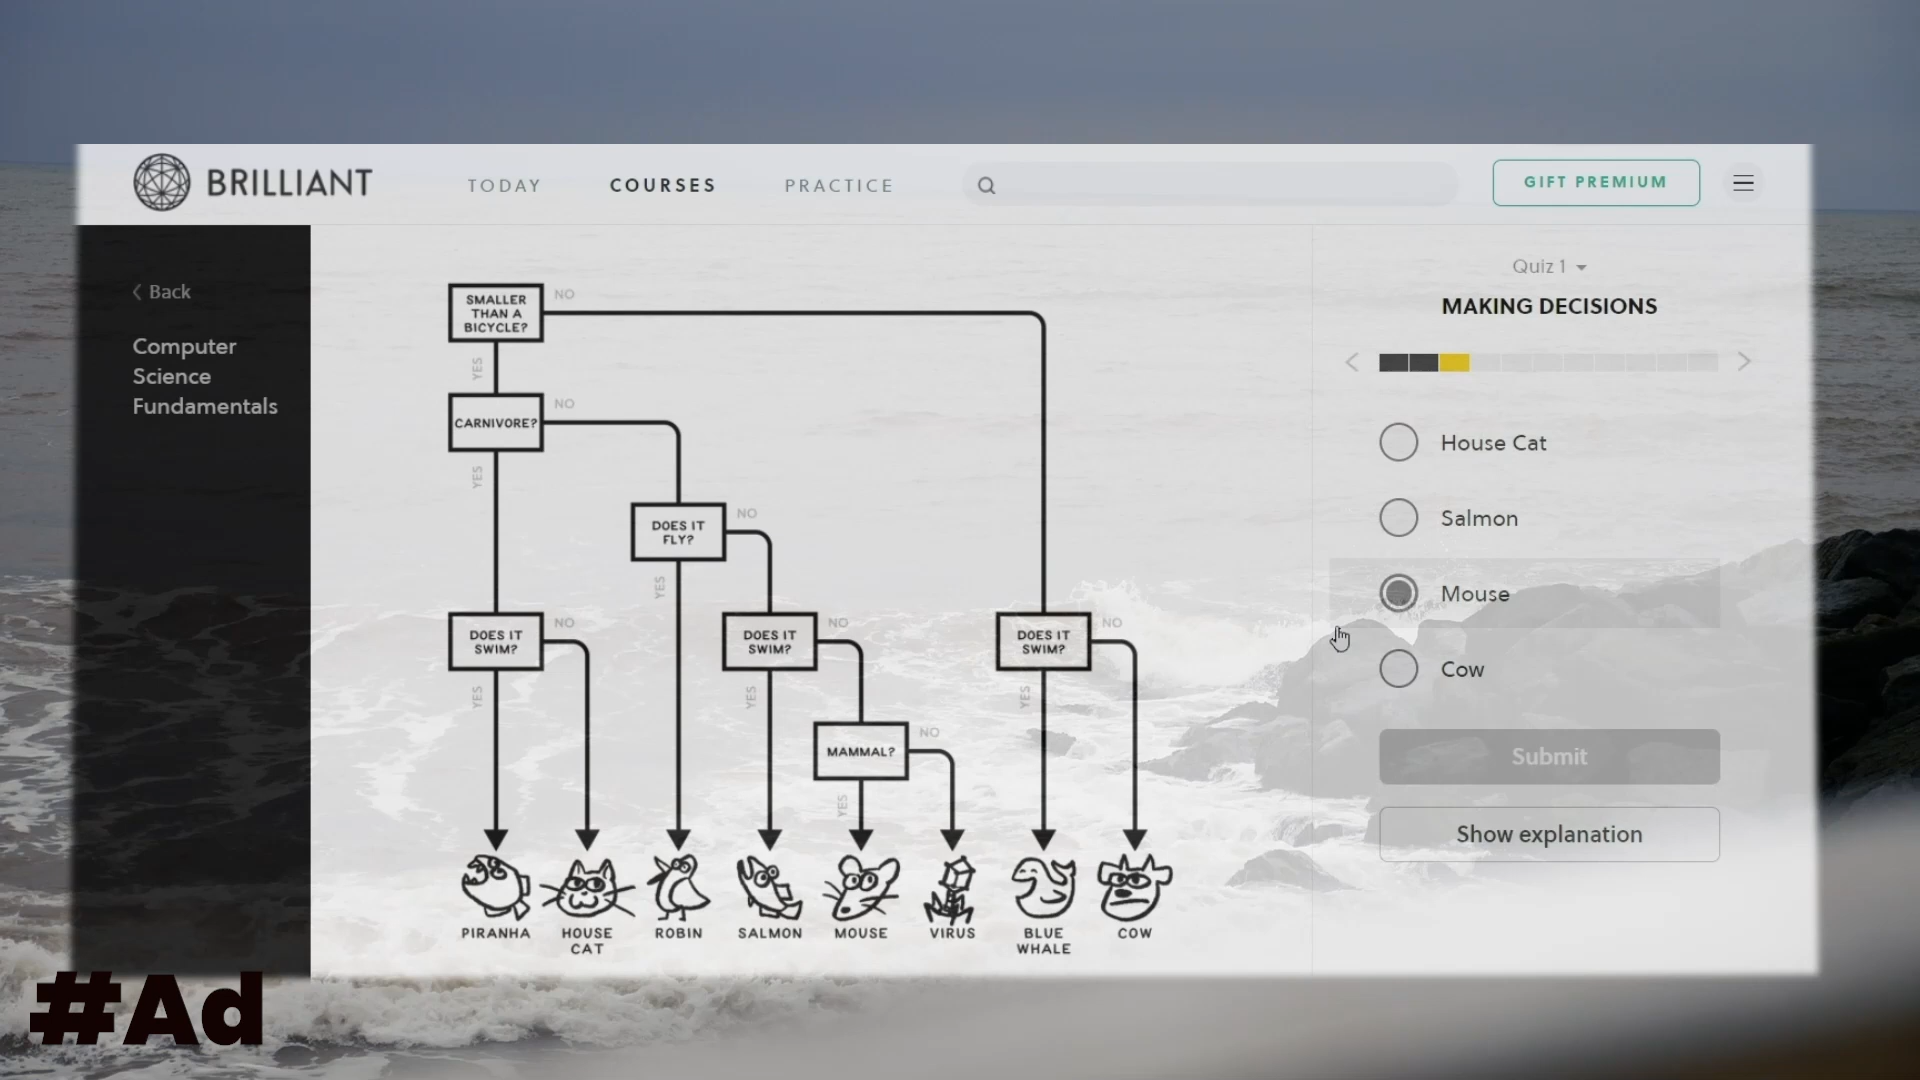 BRILLIANT
TODAY
COURSES
PRACTICE
GIFT PREMIUM
Back
Computer
Science
Fundamentals
SMALLER
THAN A
BICYCLE?
NO
YES
CARNIVORE?
NO
YES
DOES IT
FLY?
NO
YES
DOES IT
SWIM?
NO
YES
DOES IT
SWIM?
NO
YES
DOES IT
SWIM?
NO
YES
MAMMAL?
NO
YES
PIRANHA
HOUSE
CAT
ROBIN
SALMON
MOUSE
VIRUS
BLUE
WHALE
COW
Quiz 1
MAKING DECISIONS
House Cat
Salmon
Mouse
Cow
Submit
Show explanation
#Ad